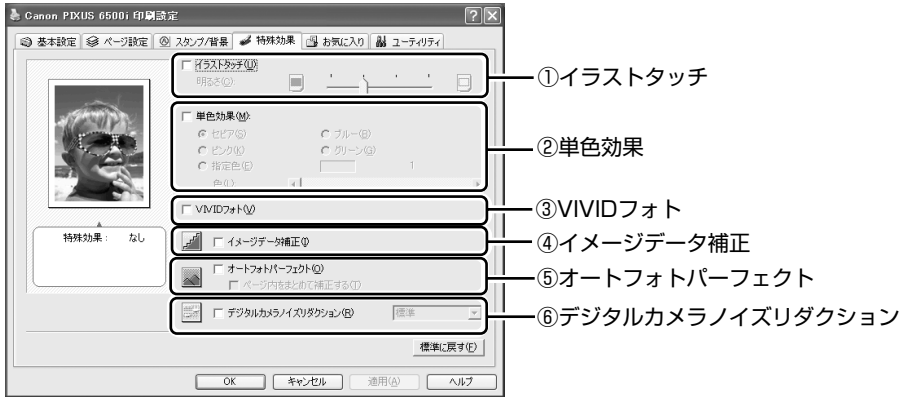 Canon PIXUS 6500i 印刷設定
基本設定 ページ設定 スタンプ/背景 特殊効果 お気に入り ユーティリティ
イラストタッチ(U)
明るさ(O):
①イラストタッチ
単色効果(M):
セピア(S) ブルー(B)
ピンク(K) グリーン(G)
指定色(E) 1
色(L):
②単色効果
VIVIDフォト(V)
③VIVIDフォト
特殊効果: なし
イメージデータ補正(I)
④イメージデータ補正
オートフォトパーフェクト(O)
ページ内をまとめて補正する(T)
⑤オートフォトパーフェクト
デジタルカメラノイズリダクション(R) 標準
⑥デジタルカメラノイズリダクション
標準に戻す(F)
OK キャンセル 適用(A) ヘルプ